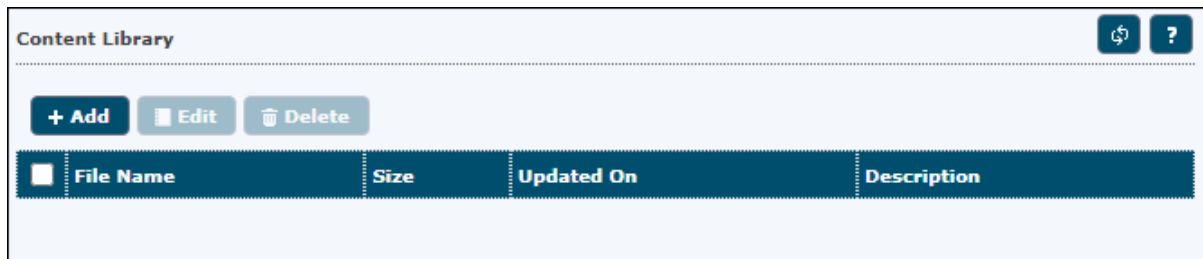 Content Library ?
+ Add Edit Delete
File Name Size Updated On Description